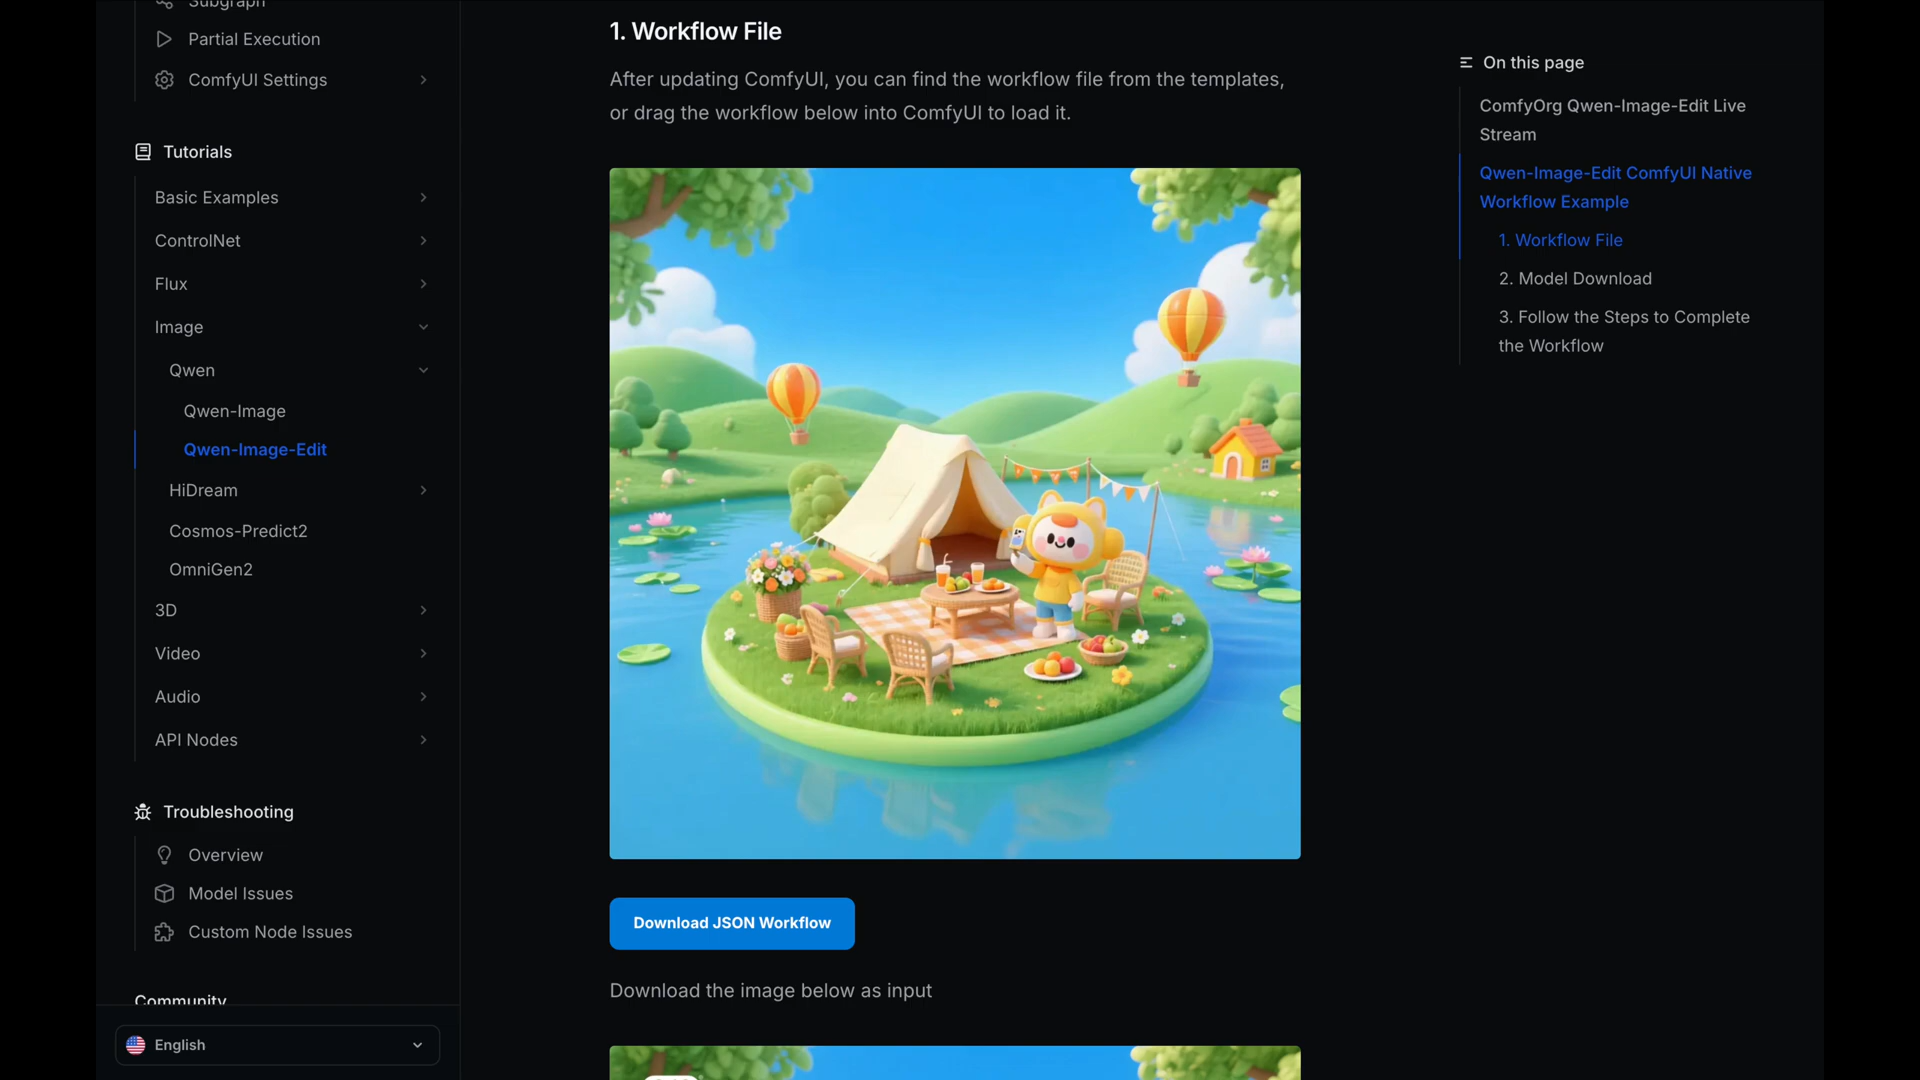 Subgraph
Partial Execution
ComfyUI Settings
Tutorials
Basic Examples
ControlNet
Flux
Image
Qwen
Qwen-Image
Qwen-Image-Edit
HiDream
Cosmos-Predict2
OmniGen2
3D
Video
Audio
API Nodes
Troubleshooting
Overview
Model Issues
Custom Node Issues
Community
English
1. Workflow File
After updating ComfyUI, you can find the workflow file from the templates,
or drag the workflow below into ComfyUI to load it.
Download JSON Workflow
Download the image below as input
On this page
ComfyOrg Qwen-Image-Edit Live
Stream
Qwen-Image-Edit ComfyUI Native
Workflow Example
1. Workflow File
2. Model Download
3. Follow the Steps to Complete
the Workflow